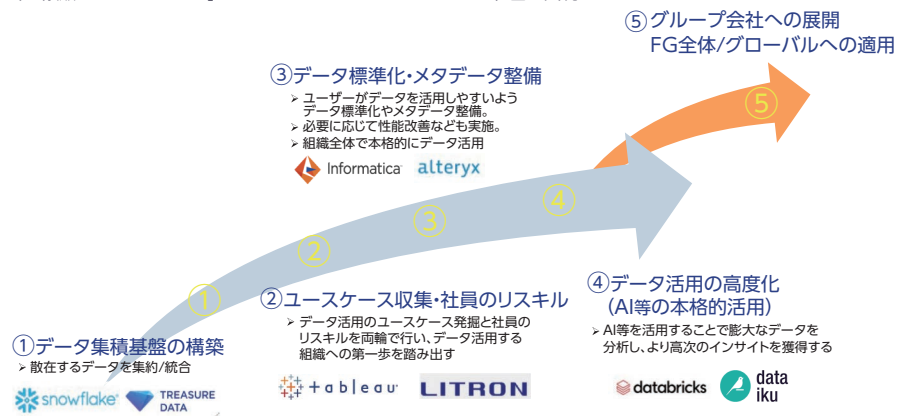 ⑤グループ会社への展開
FG全体/グローバルへの適用
③データ標準化・メタデータ整備
➢ ユーザーがデータを活用しやすいよう
データ標準化やメタデータ整備。
➢ 必要に応じて性能改善なども実施。
➢ 組織全体で本格的にデータ活用
Informatica
alteryx
⑤
④
③
②
①
④データ活用の高度化
(AI等の本格的活用)
➢ AI等を活用することで膨大なデータを
分析し、より高次のインサイトを獲得する
databricks
data
iku
②ユースケース収集・社員のリスキル
➢ データ活用のユースケース発掘と社員の
リスキルを両輪で行い、データ活用する
組織への第一歩を踏み出す
+ableau
LITRON
①データ集積基盤の構築
➢ 散在するデータを集約/統合
snowflake
TREASURE
DATA